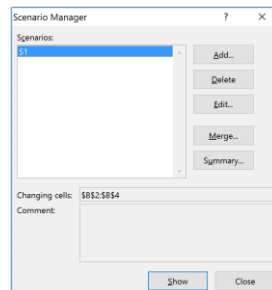 Scenario Manager ? ×
Scenarios:
S1
Add...
Delete
Edit...
Merge...
Summary...
Changing cells: $B$2:$B$4
Comment:
Show Close